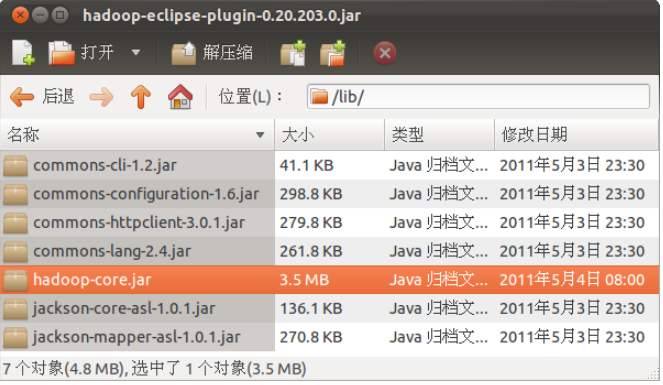 hadoop-eclipse-plugin-0.20.203.0.jar
打开 解压缩
后退 位置(L)： /lib/
名称 大小 类型 修改日期
commons-cli-1.2.jar 41.1 KB Java 归档文... 2011年5月3日 23:30
commons-configuration-1.6.jar 298.8 KB Java 归档文... 2011年5月3日 23:30
commons-httpclient-3.0.1.jar 279.8 KB Java 归档文... 2011年5月3日 23:30
commons-lang-2.4.jar 261.8 KB Java 归档文... 2011年5月3日 23:30
hadoop-core.jar 3.5 MB Java 归档文... 2011年5月4日 08:00
jackson-core-asl-1.0.1.jar 136.1 KB Java 归档文... 2011年5月3日 23:30
jackson-mapper-asl-1.0.1.jar 270.8 KB Java 归档文... 2011年5月3日 23:30
7 个对象(4.8 MB), 选中了 1 个对象(3.5 MB)